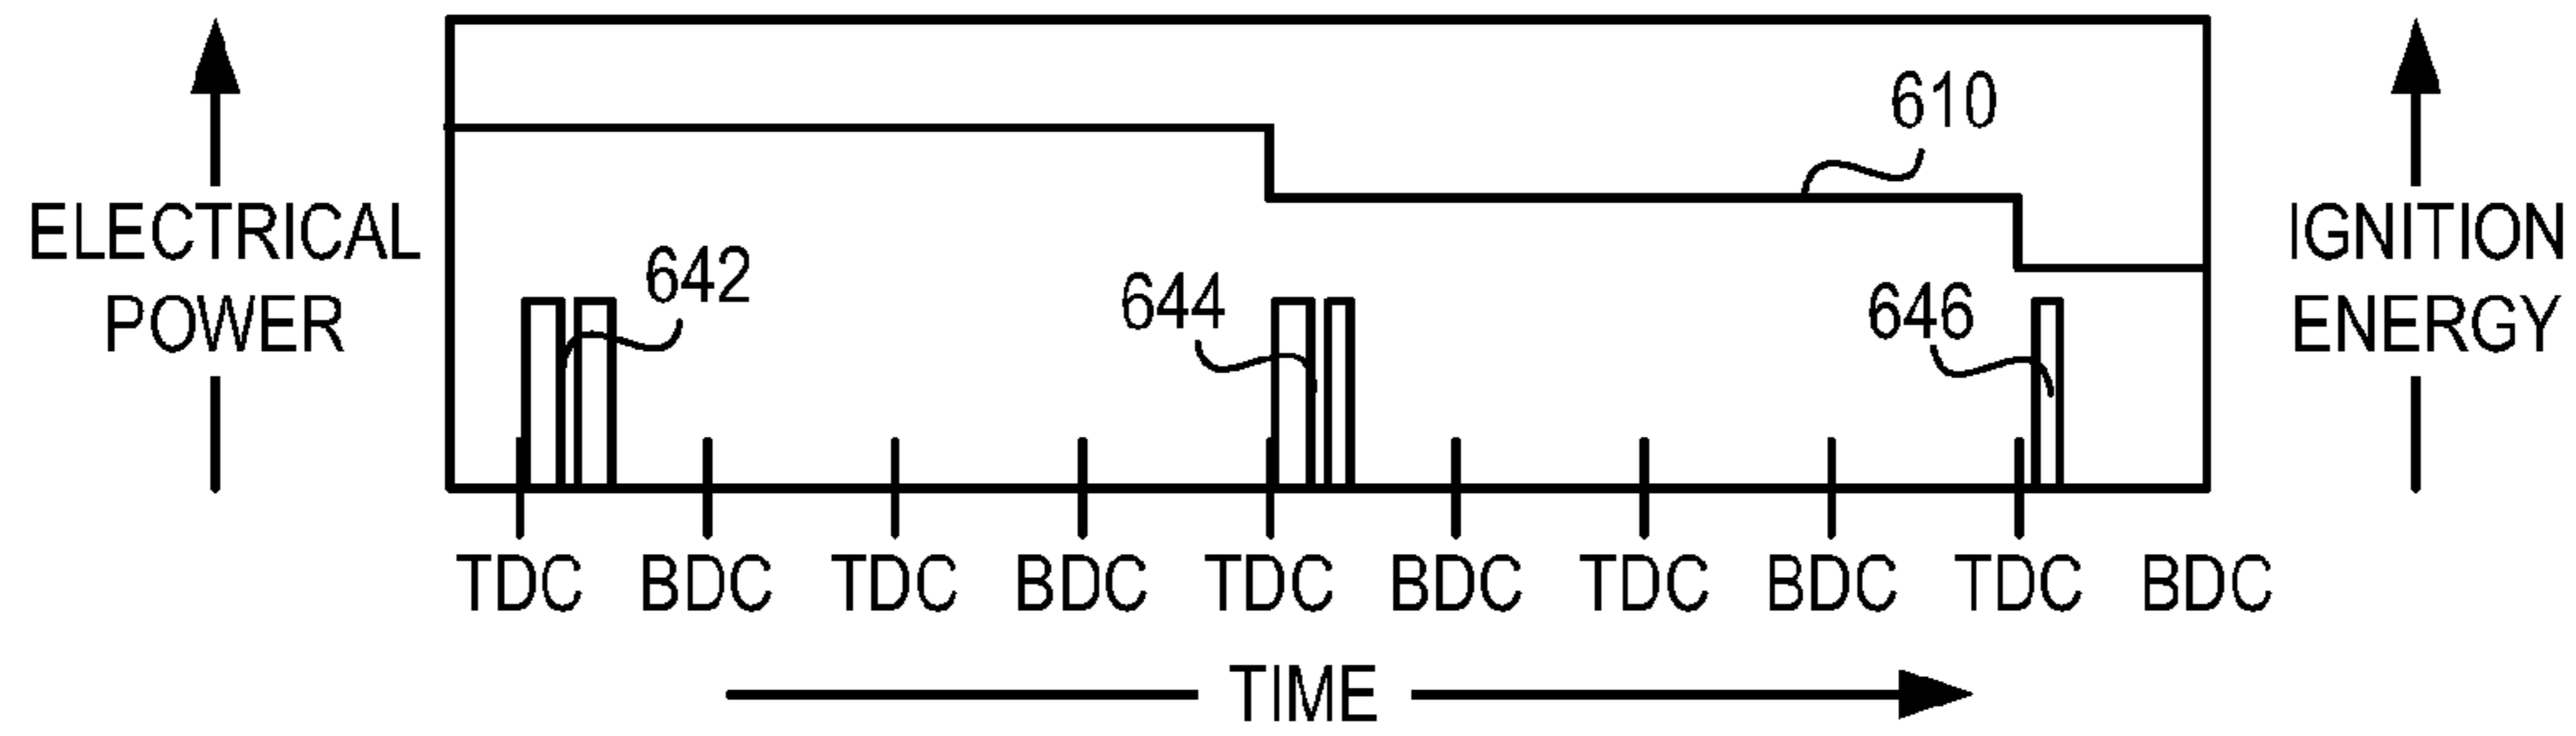 610
ELECTRICAL
POWER
IGNITION
ENERGY
642
644
646
TDC BDC TDC BDC TDC BDC TDC BDC TDC BDC
TIME